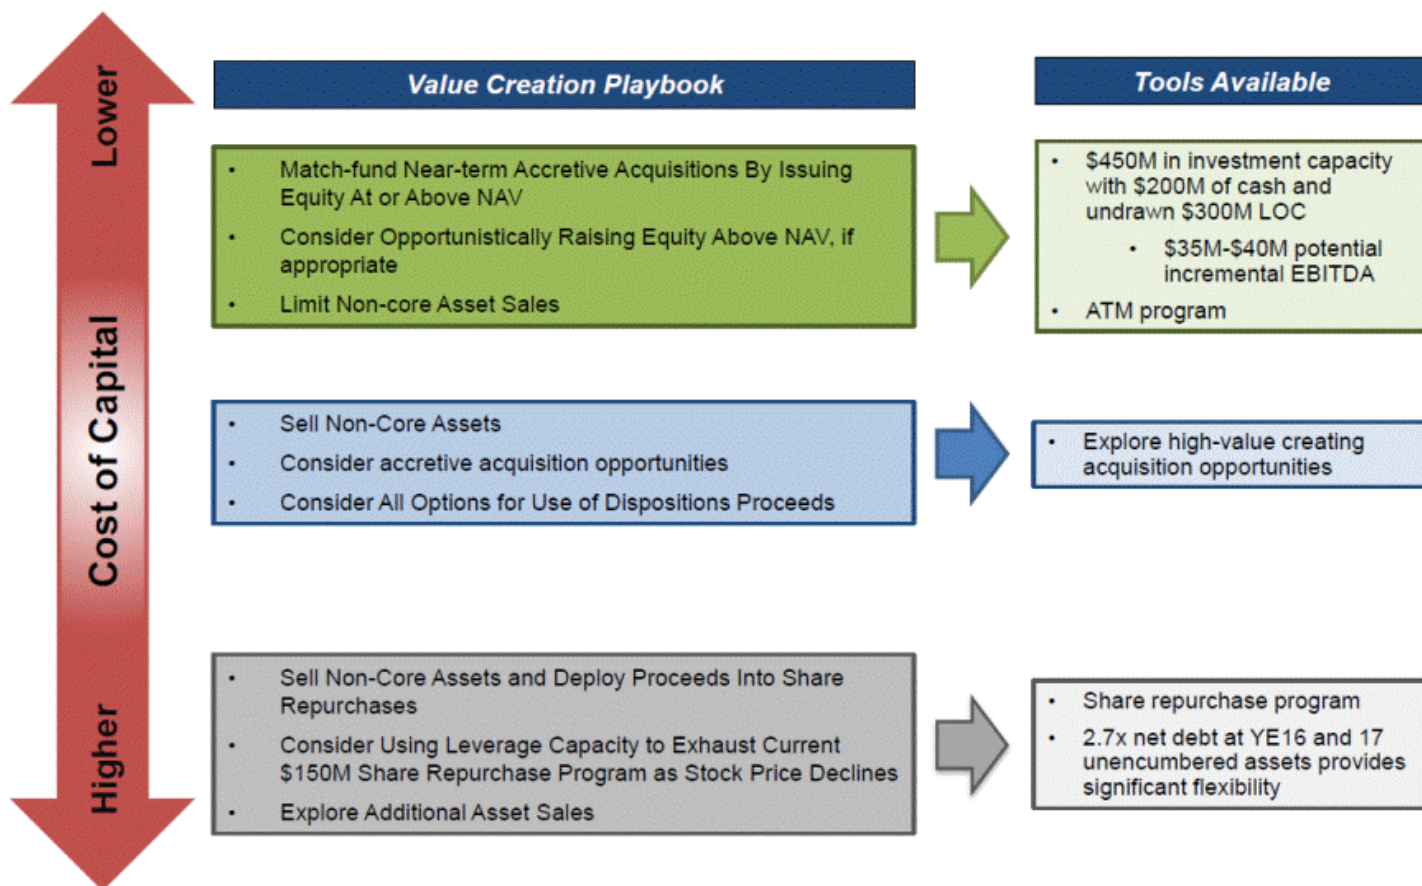 Lower
Cost of Capital
Higher
Value Creation Playbook
Tools Available
• Match-fund Near-term Accretive Acquisitions By Issuing
Equity At or Above NAV
• Consider Opportunistically Raising Equity Above NAV, if
appropriate
• Limit Non-core Asset Sales
• $450M in investment capacity
with $200M of cash and
undrawn $300M LOC
• $35M-$40M potential
incremental EBITDA
• ATM program
• Sell Non-Core Assets
• Consider accretive acquisition opportunities
• Consider All Options for Use of Dispositions Proceeds
• Explore high-value creating
acquisition opportunities
• Sell Non-Core Assets and Deploy Proceeds Into Share
Repurchases
• Consider Using Leverage Capacity to Exhaust Current
$150M Share Repurchase Program as Stock Price Declines
• Explore Additional Asset Sales
• Share repurchase program
• 2.7x net debt at YE16 and 17
unencumbered assets provides
significant flexibility